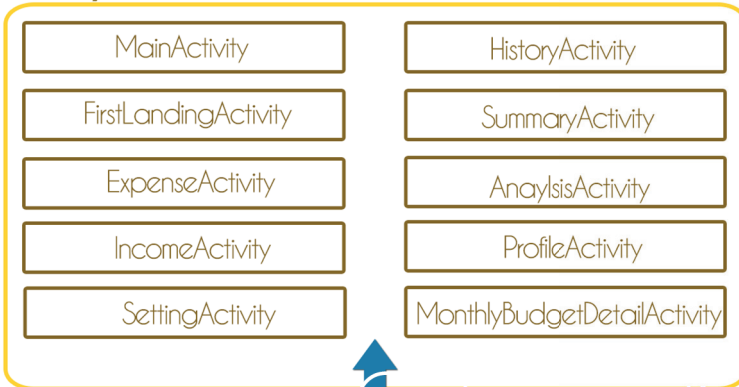 MainActivity
FirstLandingActivity
ExpenseActivity
IncomeActivity
SettingActivity
HistoryActivity
SummaryActivity
AnaylsisActivity
ProfileActivity
MonthlyBudgetDetailActivity